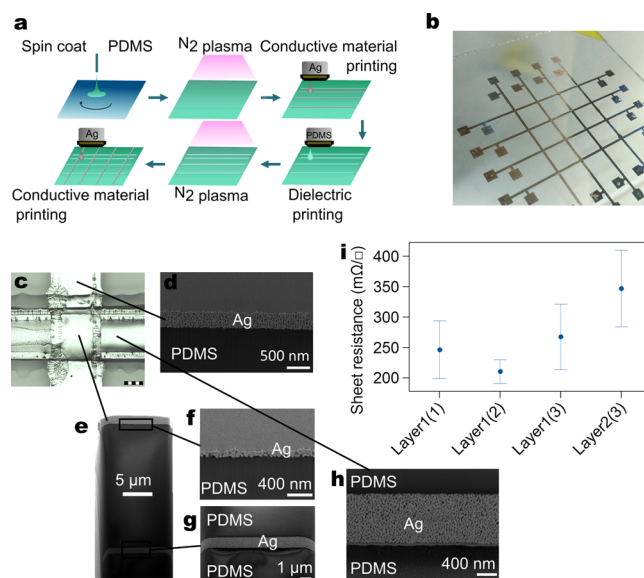 a
Spin coat PDMS
N2 plasma
Conductive material
printing
Ag
Ag
PDMS
Conductive material
printing
N2 plasma
Dielectric
printing
b
c
d
Ag
PDMS
500 nm
e
5 µm
f
Ag
PDMS
400 nm
g
PDMS
Ag
PDMS
1 µm
h
PDMS
Ag
400 nm
i
Sheet resistance (mΩ/□)
400
350
300
250
200
Layer1(1)
Layer1(2)
Layer1(3)
Layer2(3)